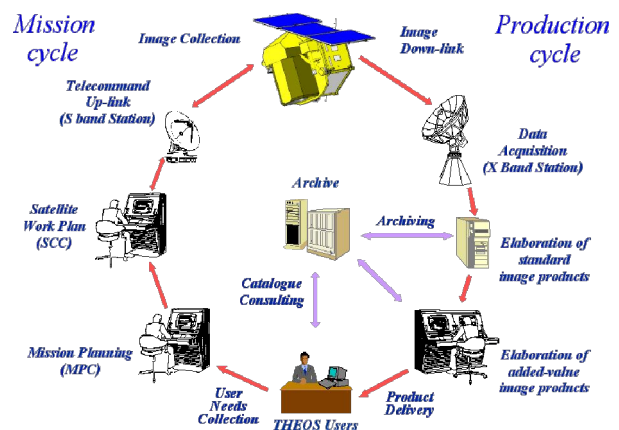 Mission
cycle
Production
cycle
Image Collection
Image
Down-link
Telecommand
Up-link
(S band Station)
Data
Acquisition
(X Band Station)
Archive
Archiving
Satellite
Work Plan
(SCC)
Elaboration of
standard
image products
Catalogue
Consulting
Mission Planning
(MPC)
Elaboration of
added-value
image products
User
Needs
Collection
THEOS Users
Product
Delivery